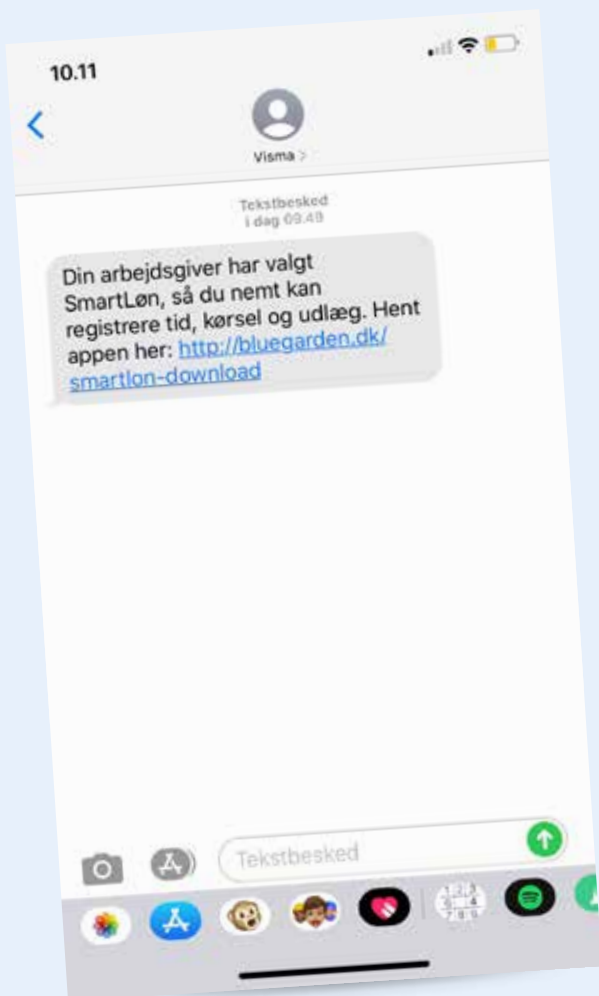 10.11
Visma >
Tekstbesked
i dag 09.49
Din arbejdsgiver har valgt
SmartLøn, så du nemt kan
registrere tid, kørsel og udlæg. Hent
appen her: http://bluegarden.dk/
smartlon-download
Tekstbesked